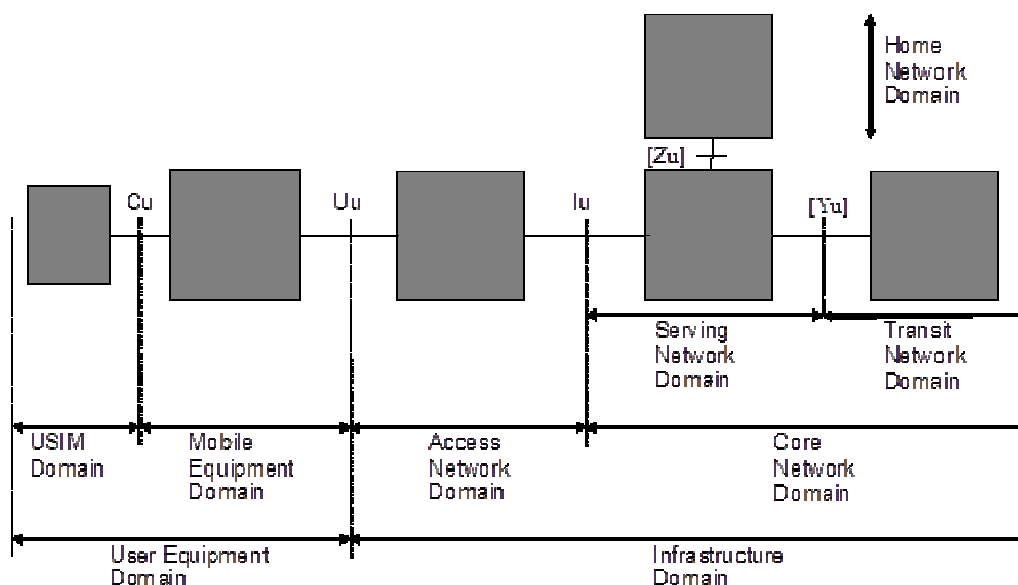 Home
Network
Domain
[Zu]
Cu
Uu
Iu
[Yu]
Serving
Network
Domain
Transit
Network
Domain
USIM
Domain
Mobile
Equipment
Domain
Access
Network
Domain
Core
Network
Domain
User Equipment
Domain
Infrastructure
Domain